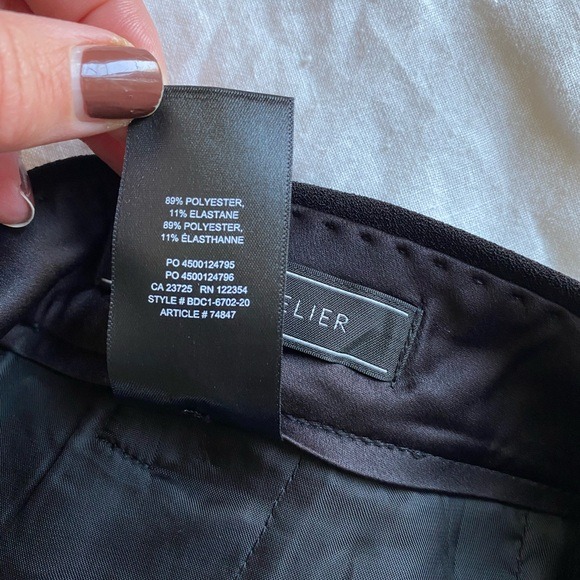 89% POLYESTER,
11% ELASTANE
89% POLYESTER,
11% ÉLASTHANNE
PO 4500124795
PO 4500124796
CA 23725 RN 122354
STYLE # BDC1-6702-20
ARTICLE # 74847
ELIER